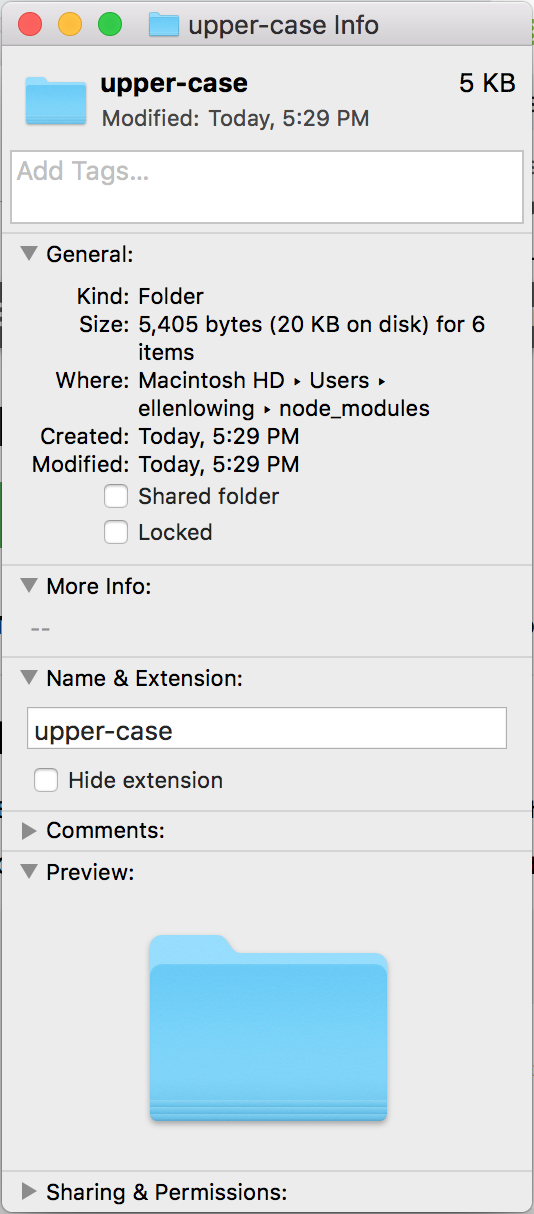 upper-case Info
upper-case 5 KB
Modified: Today, 5:29 PM
Add Tags...
General:
Kind: Folder
Size: 5,405 bytes (20 KB on disk) for 6
items
Where: Macintosh HD ▸ Users ▸
ellenlowing ▸ node_modules
Created: Today, 5:29 PM
Modified: Today, 5:29 PM
Shared folder
Locked
More Info:
--
Name & Extension:
upper-case
Hide extension
Comments:
Preview:
Sharing & Permissions: